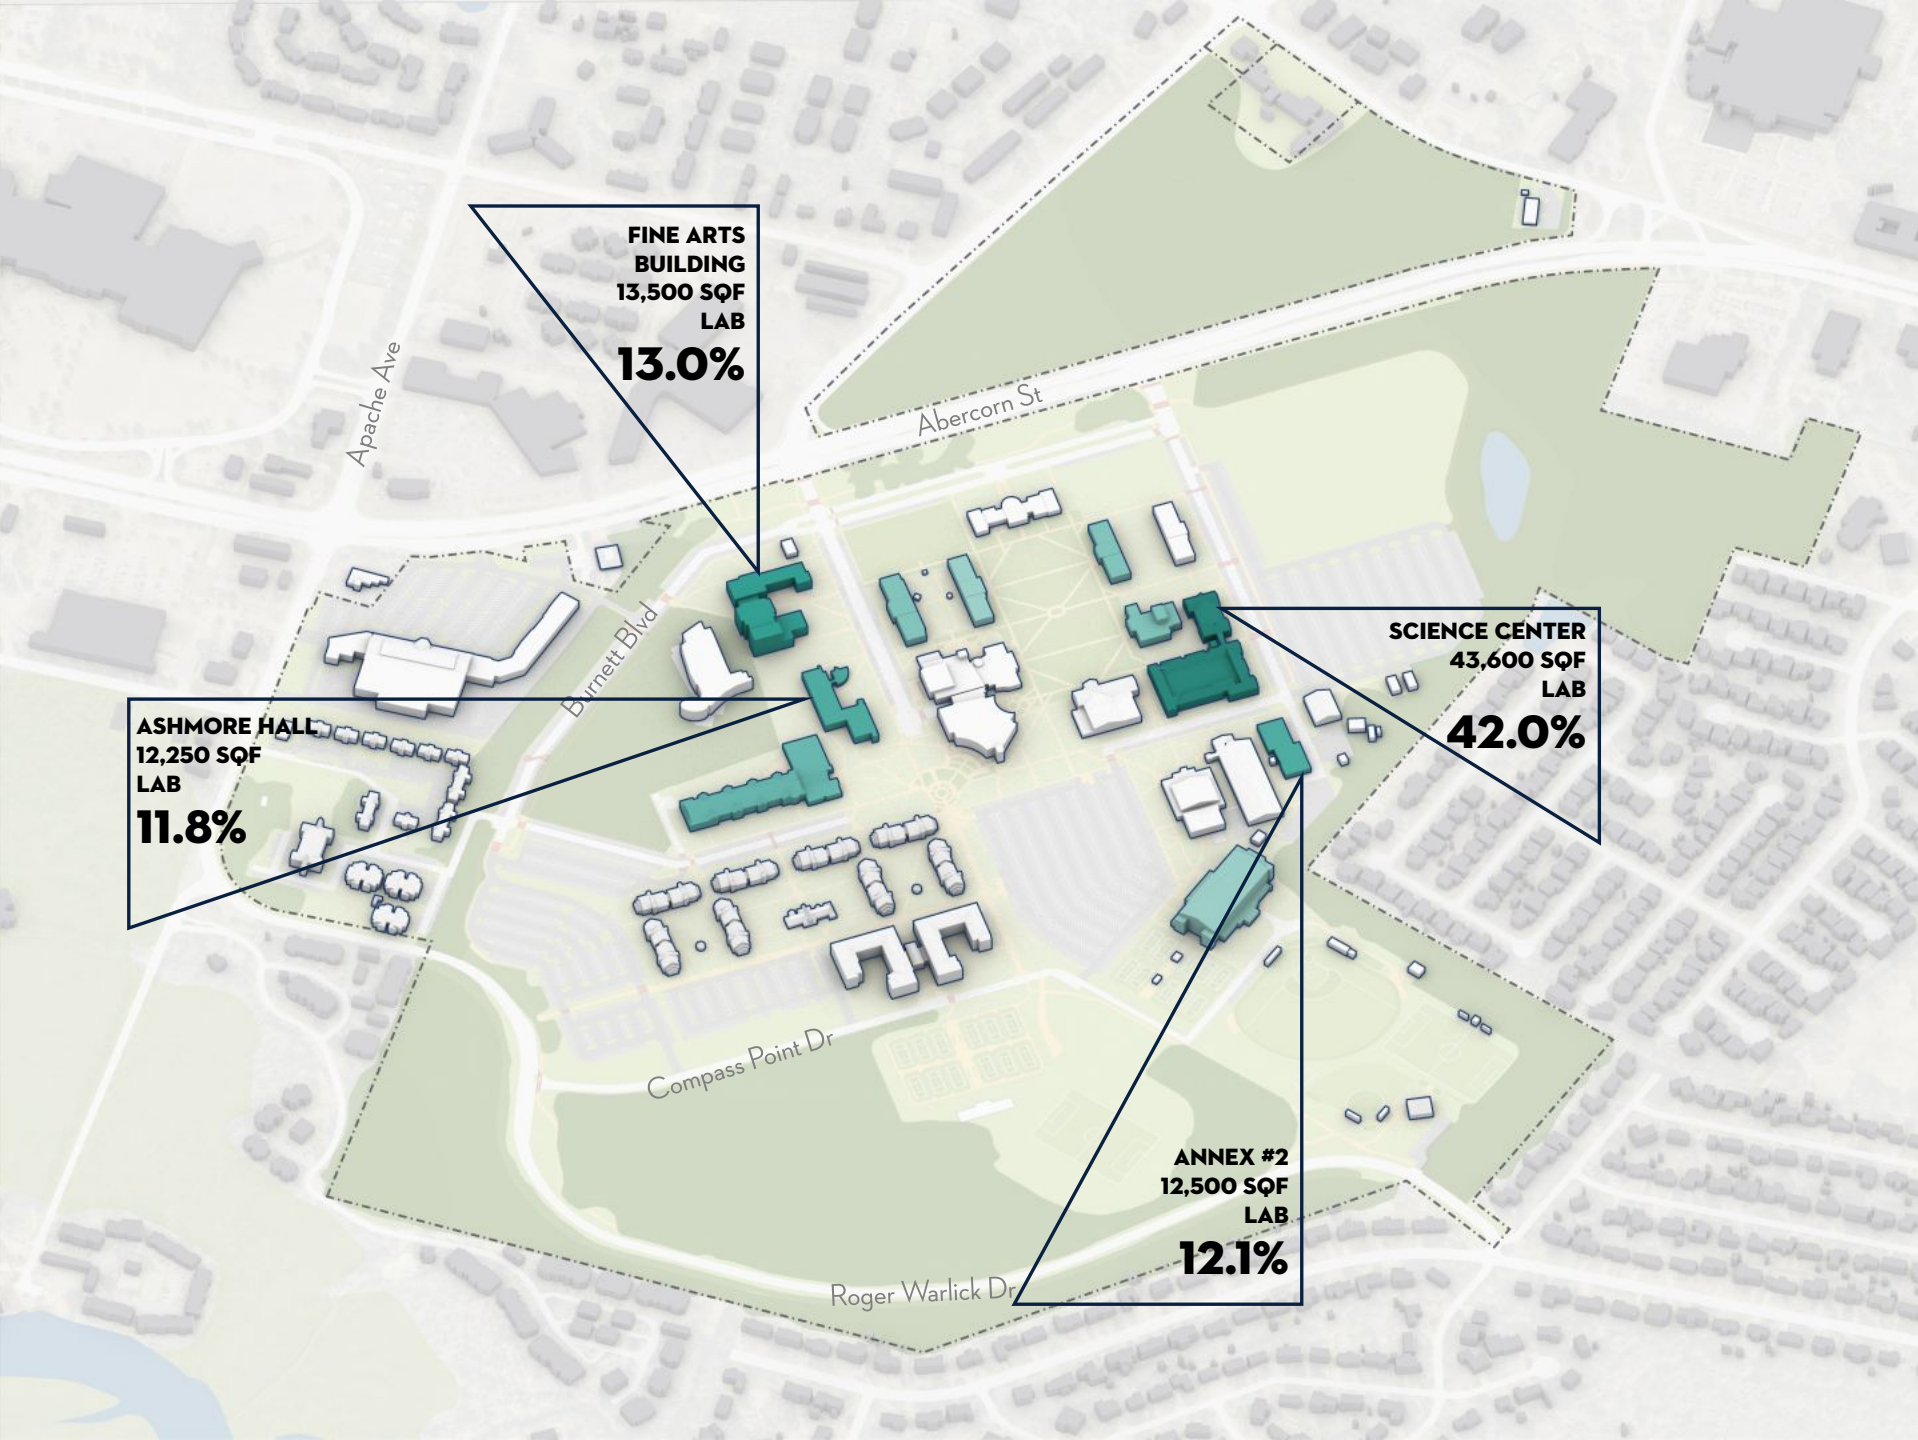 FINE ARTS
BUILDING
13,500 SQF
LAB
13.0%
Apache Ave
Abercorn St
Burnett Blvd
SCIENCE CENTER
43,600 SQF
LAB
42.0%
ASHMORE HALL
12,250 SQF
LAB
11.8%
Compass Point Dr
ANNEX #2
12,500 SQF
LAB
12.1%
Roger Warlick Dr